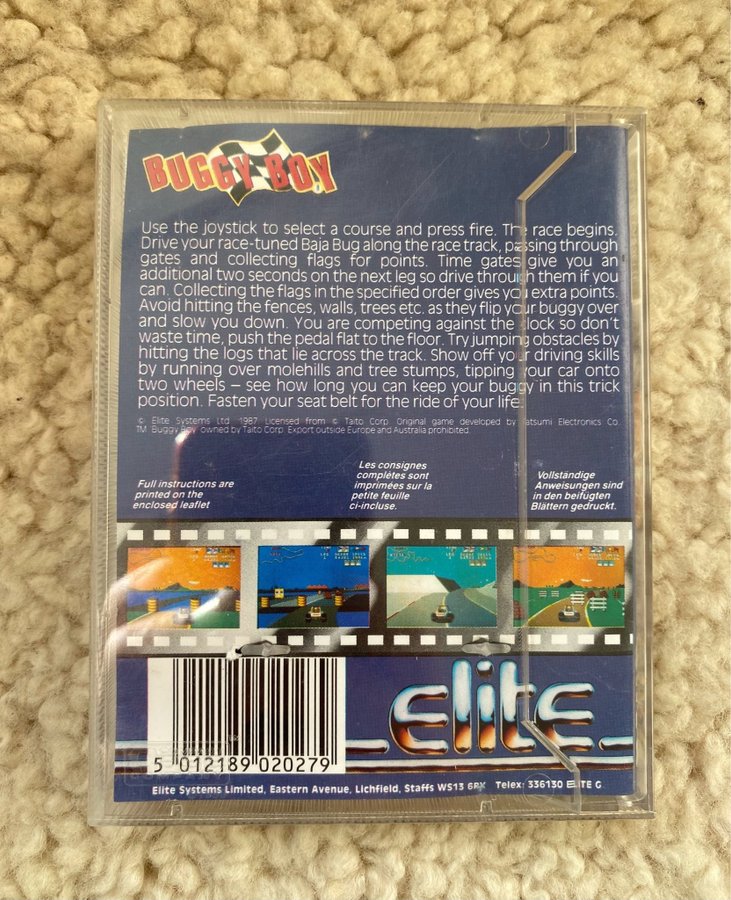 BUGGY BOY
Use the joystick to select a course and press fire. The race begins.
Drive your race-tuned Baja Bug along the race track, passing through
gates and collecting flags for points. Time gates give you an
additional two seconds on the next leg so drive through them if you
can. Collecting the flags in the specified order gives you extra points.
Avoid hitting the fences, walls, trees etc. as they flip your buggy over
and slow you down. You are competing against the clock so don't
waste time, push the pedal flat to the floor. Try jumping obstacles by
hitting the logs that lie across the track. Show off your driving skills
by running over molehills and tree stumps, tipping your car onto
two wheels – see how long you can keep your buggy in this trick
position. Fasten your seat belt for the ride of your life.
© Elite Systems Ltd. 1987. Licensed from © Taito Corp. Original game developed by Tatsumi Electronics Co.
TM. Buggy Boy owned by Taito Corp. Export outside Europe and Australia prohibited.
Full instructions are
printed on the
enclosed leaflet
Les consignes
complètes sont
imprimées sur la
petite feuille
ci-incluse.
Vollständige
Anweisungen sind
in den beifügten
Blättern gedruckt.
elite
5 012189 020279
Elite Systems Limited, Eastern Avenue, Lichfield, Staffs WS13 6RX Telex: 336130 ELITE G